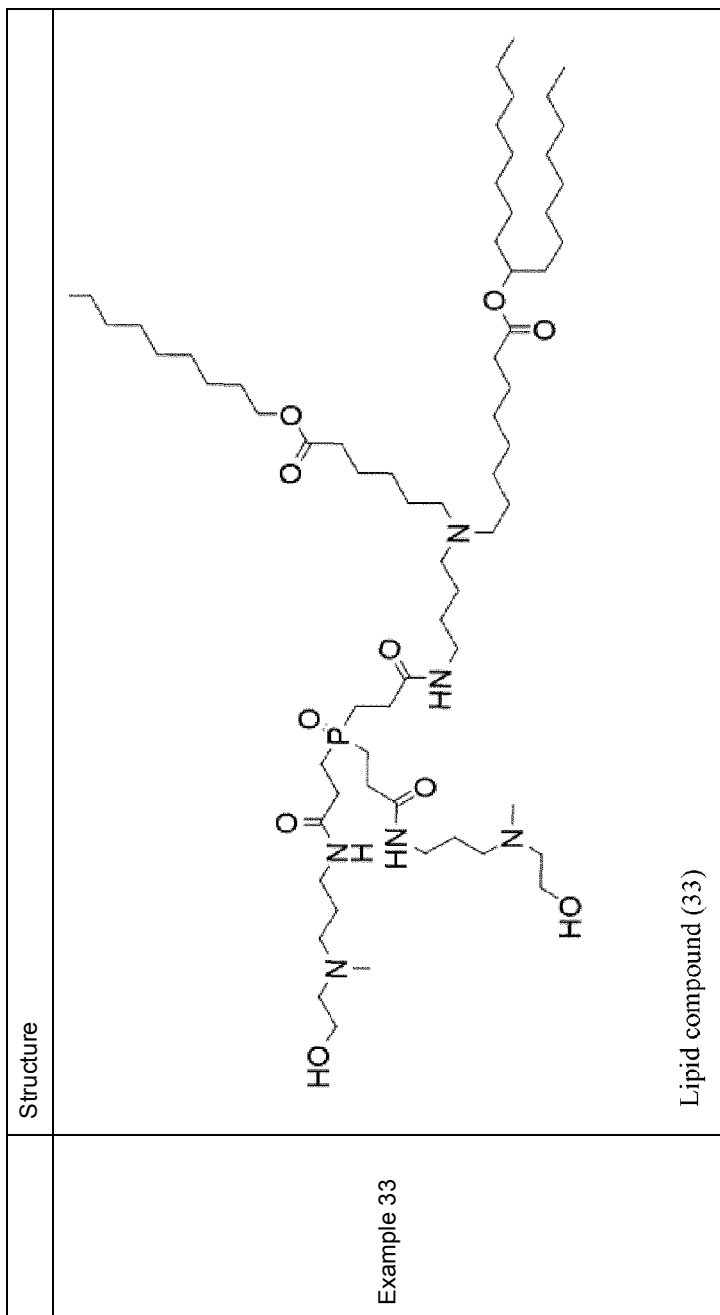 Structure
Example 33
O
O
O
O
N
O
HN
O
P
O
O
HN
N
H
N
N
HO
HO
Lipid compound (33)